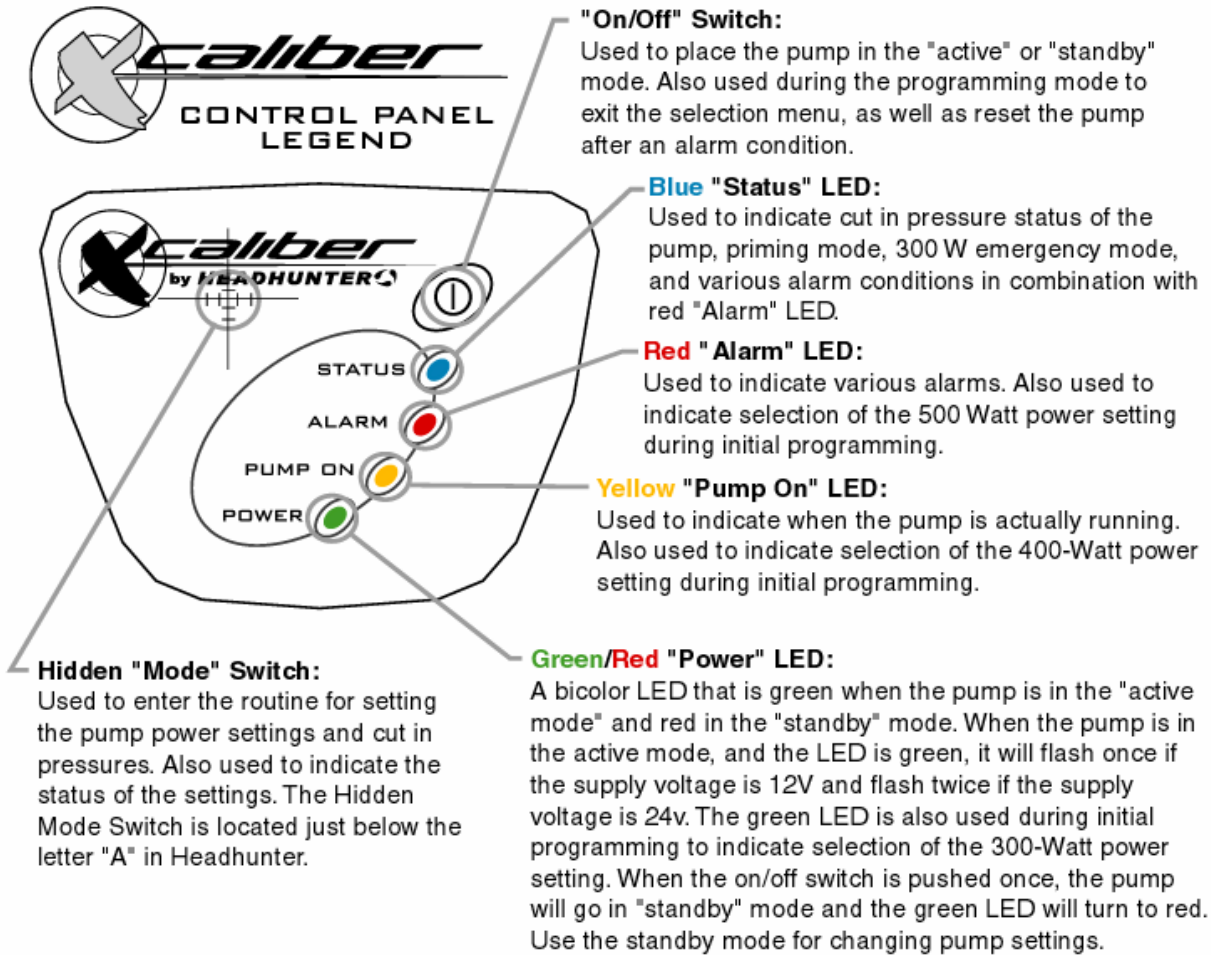 Xcaliber
CONTROL PANEL
LEGEND
"On/Off" Switch:
Used to place the pump in the "active" or "standby"
mode. Also used during the programming mode to
exit the selection menu, as well as reset the pump
after an alarm condition.
Blue "Status" LED:
Used to indicate cut in pressure status of the
pump, priming mode, 300 W emergency mode,
and various alarm conditions in combination with
red "Alarm" LED.
Red "Alarm" LED:
Used to indicate various alarms. Also used to
indicate selection of the 500 Watt power setting
during initial programming.
Yellow "Pump On" LED:
Used to indicate when the pump is actually running.
Also used to indicate selection of the 400-Watt power
setting during initial programming.
Green/Red "Power" LED:
A bicolor LED that is green when the pump is in the "active
mode" and red in the "standby" mode. When the pump is in
the active mode, and the LED is green, it will flash once if
the supply voltage is 12V and flash twice if the supply
voltage is 24v. The green LED is also used during initial
programming to indicate selection of the 300-Watt power
setting. When the on/off switch is pushed once, the pump
will go in "standby" mode and the green LED will turn to red.
Use the standby mode for changing pump settings.
Xcaliber
by HEADHUNTER
STATUS
ALARM
PUMP ON
POWER
Hidden "Mode" Switch:
Used to enter the routine for setting
the pump power settings and cut in
pressures. Also used to indicate the
status of the settings. The Hidden
Mode Switch is located just below the
letter "A" in Headhunter.